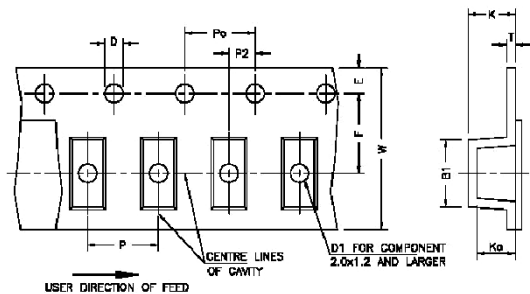 Po
K
D
P2
T
E
F
W
B1
P
CENTRE LINES
OF CAVITY
D1 FOR COMPONENT
2.0x1.2 AND LARGER
Ko
USER DIRECTION OF FEED